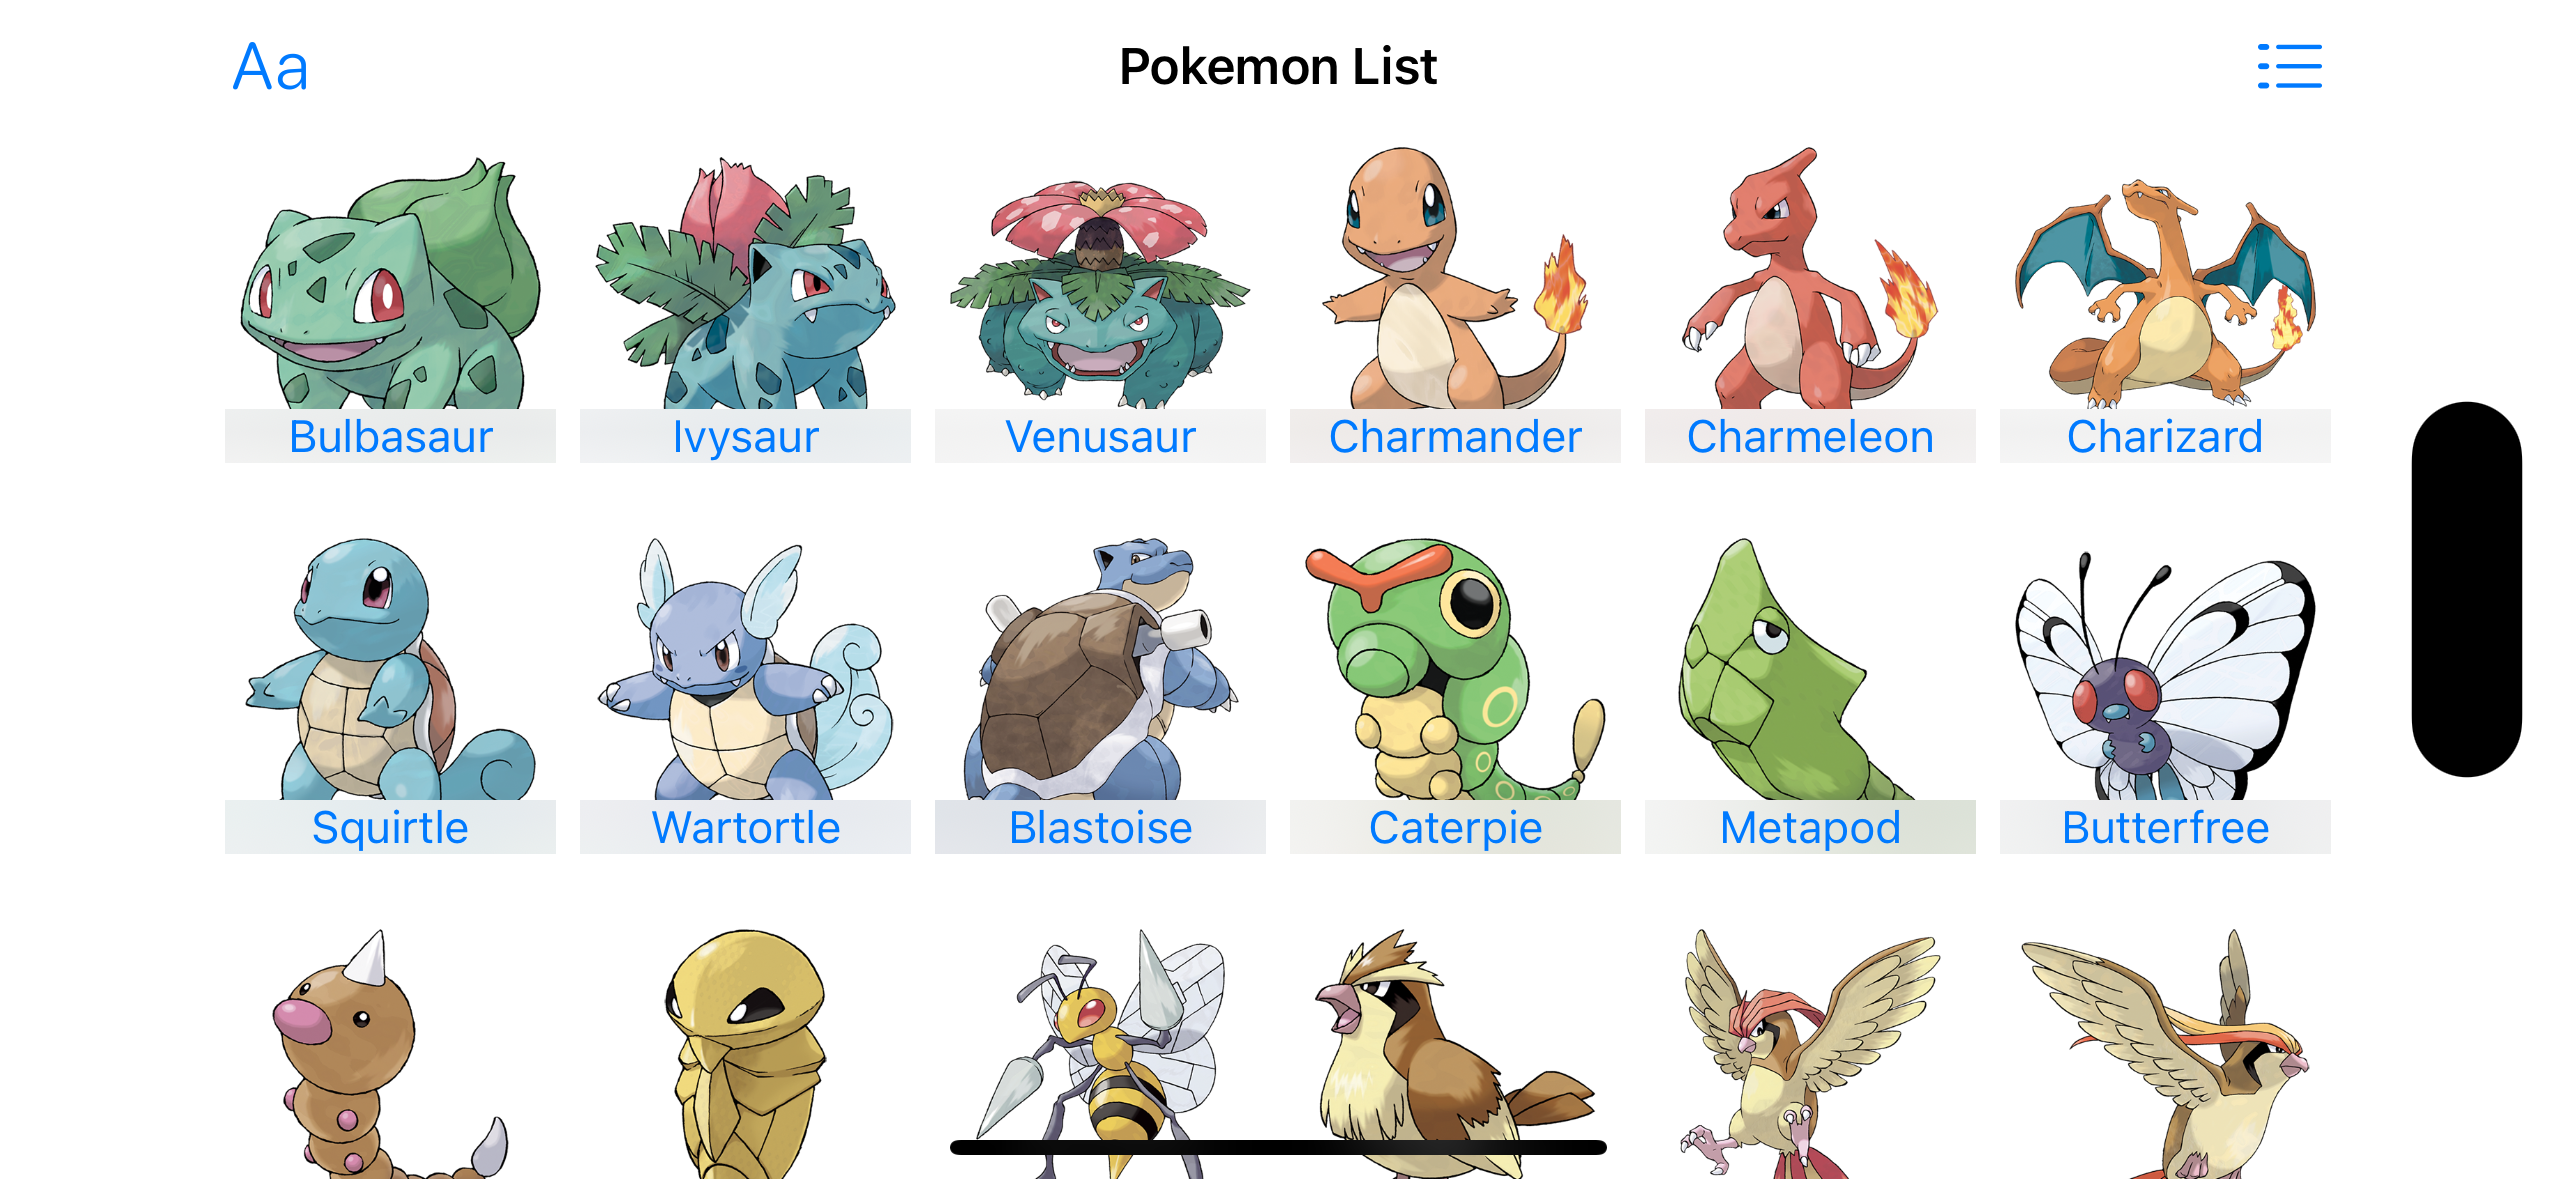 Aa
Pokemon List
Bulbasaur
Ivysaur
Venusaur
Charmander
Charmeleon
Charizard
Squirtle
Wartortle
Blastoise
Caterpie
Metapod
Butterfree